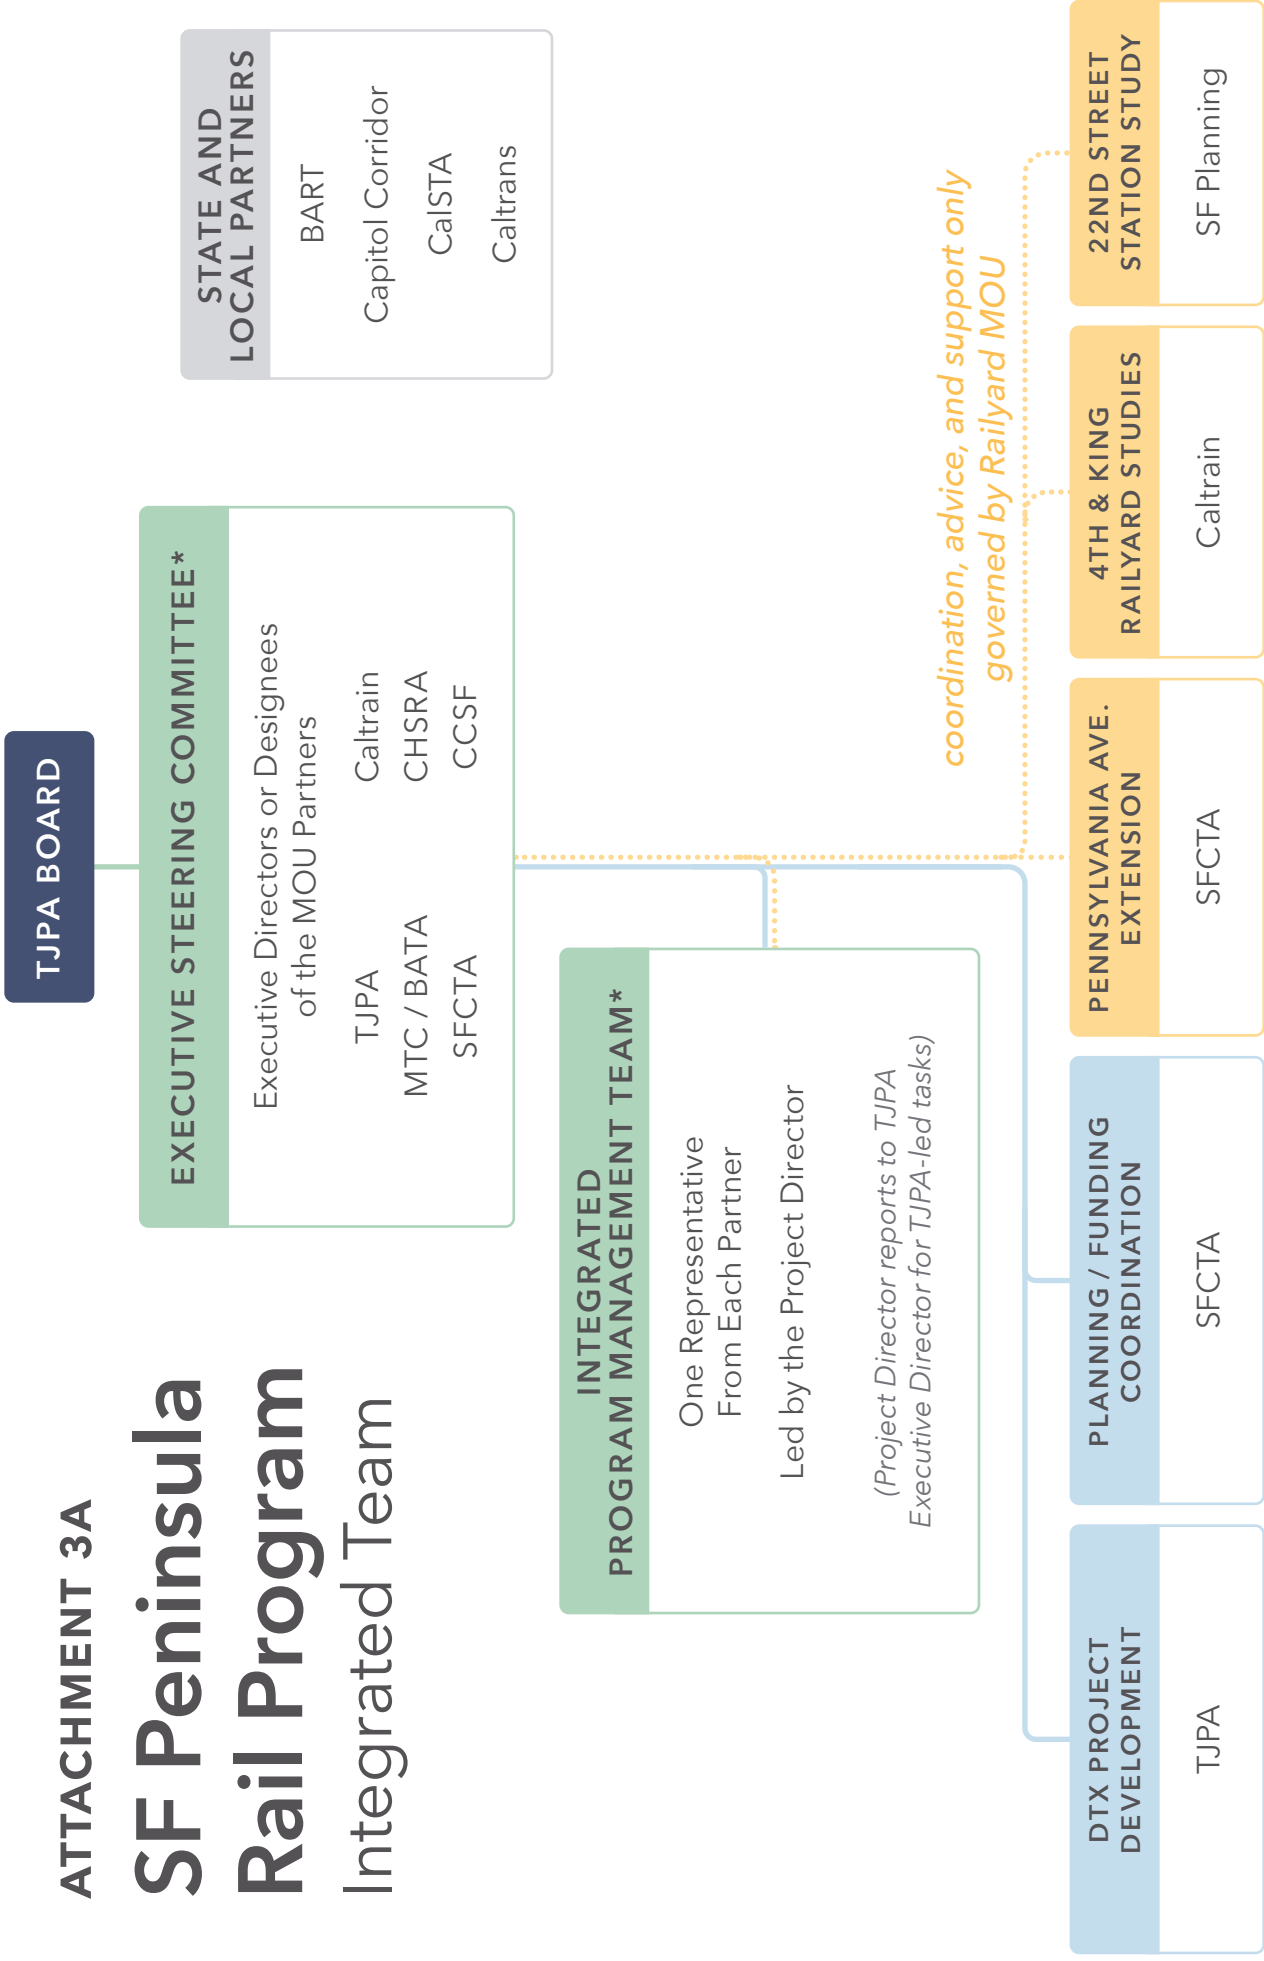 ATTACHMENT 3A
SF Peninsula
Rail Program
Integrated Team
TJPA BOARD
EXECUTIVE STEERING COMMITTEE*
Executive Directors or Designees
of the MOU Partners
TJPA
MTC / BATA
SFCTA
Caltrain
CHSRA
CCSF
STATE AND
LOCAL PARTNERS
BART
Capitol Corridor
CalSTA
Caltrans
INTEGRATED
PROGRAM MANAGEMENT TEAM*
One Representative
From Each Partner
Led by the Project Director
(Project Director reports to TJPA
Executive Director for TJPA-led tasks)
coordination, advice, and support only
governed by Railyard MOU
DTX PROJECT
DEVELOPMENT
TJPA
PLANNING / FUNDING
COORDINATION
SFCTA
PENNSYLVANIA AVE.
EXTENSION
SFCTA
4TH & KING
RAILYARD STUDIES
Caltrain
22ND STREET
STATION STUDY
SF Planning